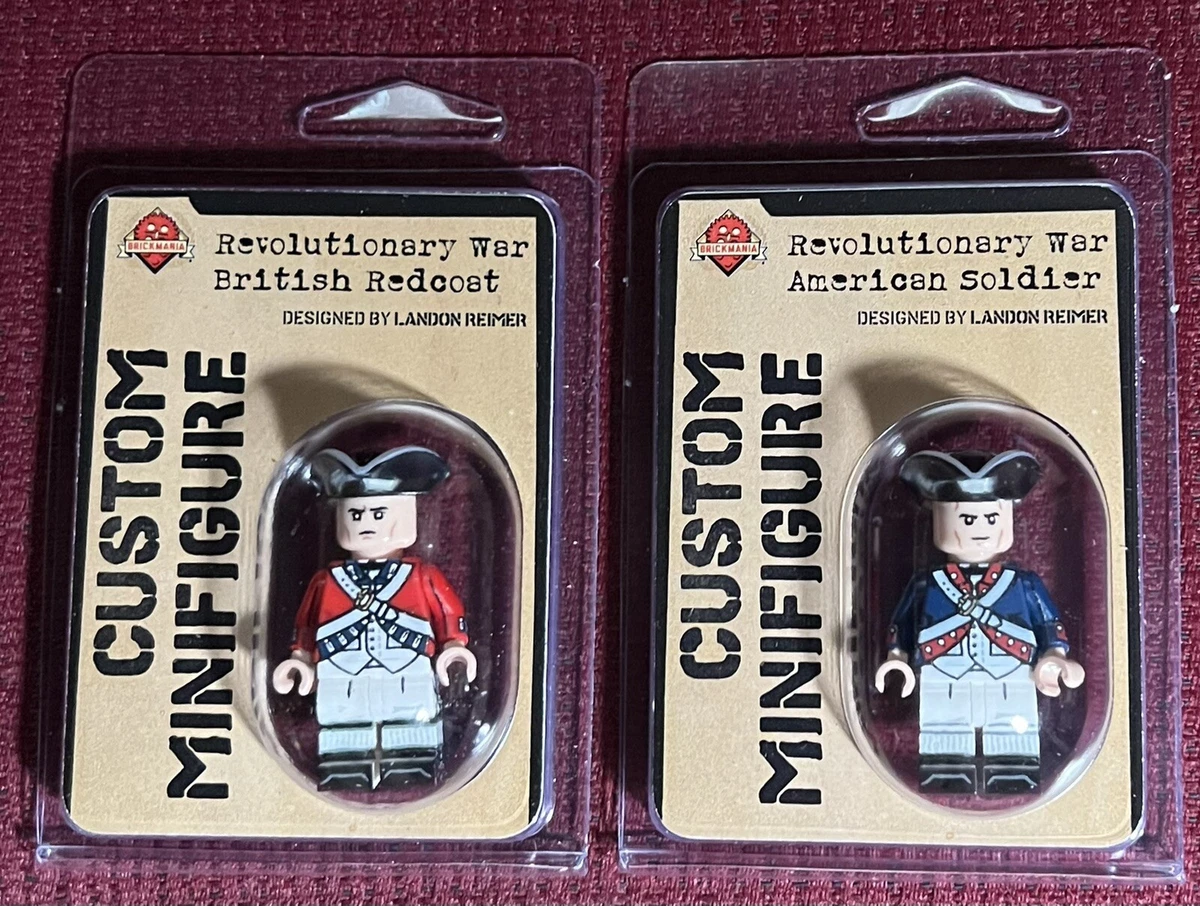 BRICKMANIA
Revolutionary War
British Redcoat
DESIGNED BY LANDON REIMER
CUSTOM
MINIFIGURE
BRICKMANIA
Revolutionary War
American Soldier
DESIGNED BY LANDON REIMER
CUSTOM
MINIFIGURE